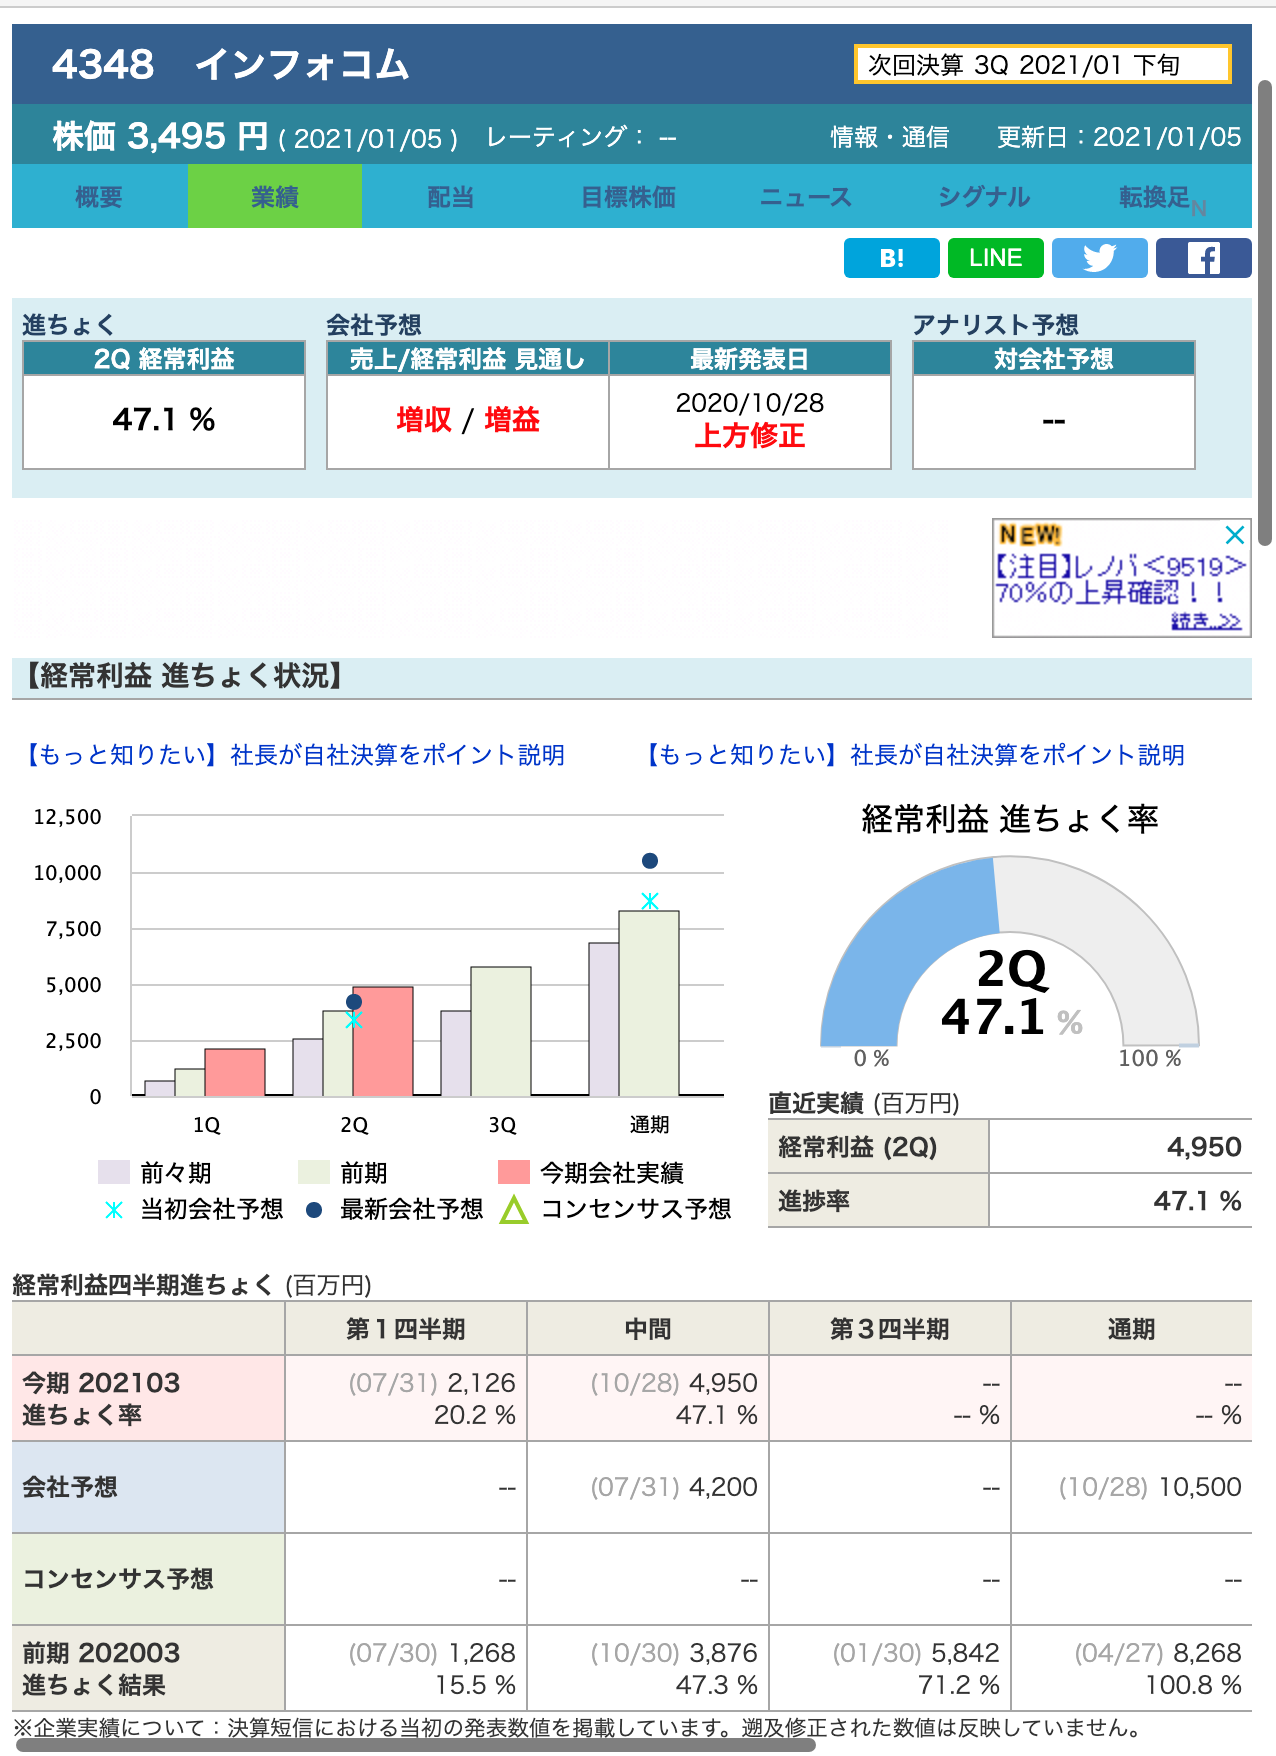 4348 インフォコム
次回決算 3Q 2021/01 下旬
株価 3,495 円 ( 2021/01/05 ) レーティング： --
情報・通信 更新日：2021/01/05
概要 業績 配当 目標株価 ニュース シグナル 転換足N
B! LINE
進ちょく
2Q 経常利益
47.1 %
会社予想
売上/経常利益 見通し 最新発表日
増収 / 増益
2020/10/28
上方修正
アナリスト予想
対会社予想
--
NEW!
【注目】レノバ<9519>
70%の上昇確認！！
続き..>>
【経常利益 進ちょく状況】
【もっと知りたい】社長が自社決算をポイント説明
【もっと知りたい】社長が自社決算をポイント説明
12,500
10,000
7,500
5,000
2,500
0
1Q 2Q 3Q 通期
前々期 前期 今期会社実績
当初会社予想 最新会社予想 コンセンサス予想
経常利益 進ちょく率
2Q
47.1 %
0 % 100 %
直近実績 (百万円)
経常利益 (2Q) 4,950
進捗率 47.1 %
経常利益四半期進ちょく (百万円)
第１四半期 中間 第３四半期 通期
今期 202103 (07/31) 2,126 (10/28) 4,950 -- --
進ちょく率 20.2 % 47.1 % -- % -- %
会社予想 -- (07/31) 4,200 -- (10/28) 10,500
コンセンサス予想 -- -- -- --
前期 202003 (07/30) 1,268 (10/30) 3,876 (01/30) 5,842 (04/27) 8,268
進ちょく結果 15.5 % 47.3 % 71.2 % 100.8 %
※企業実績について：決算短信における当初の発表数値を掲載しています。遡及修正された数値は反映していません。